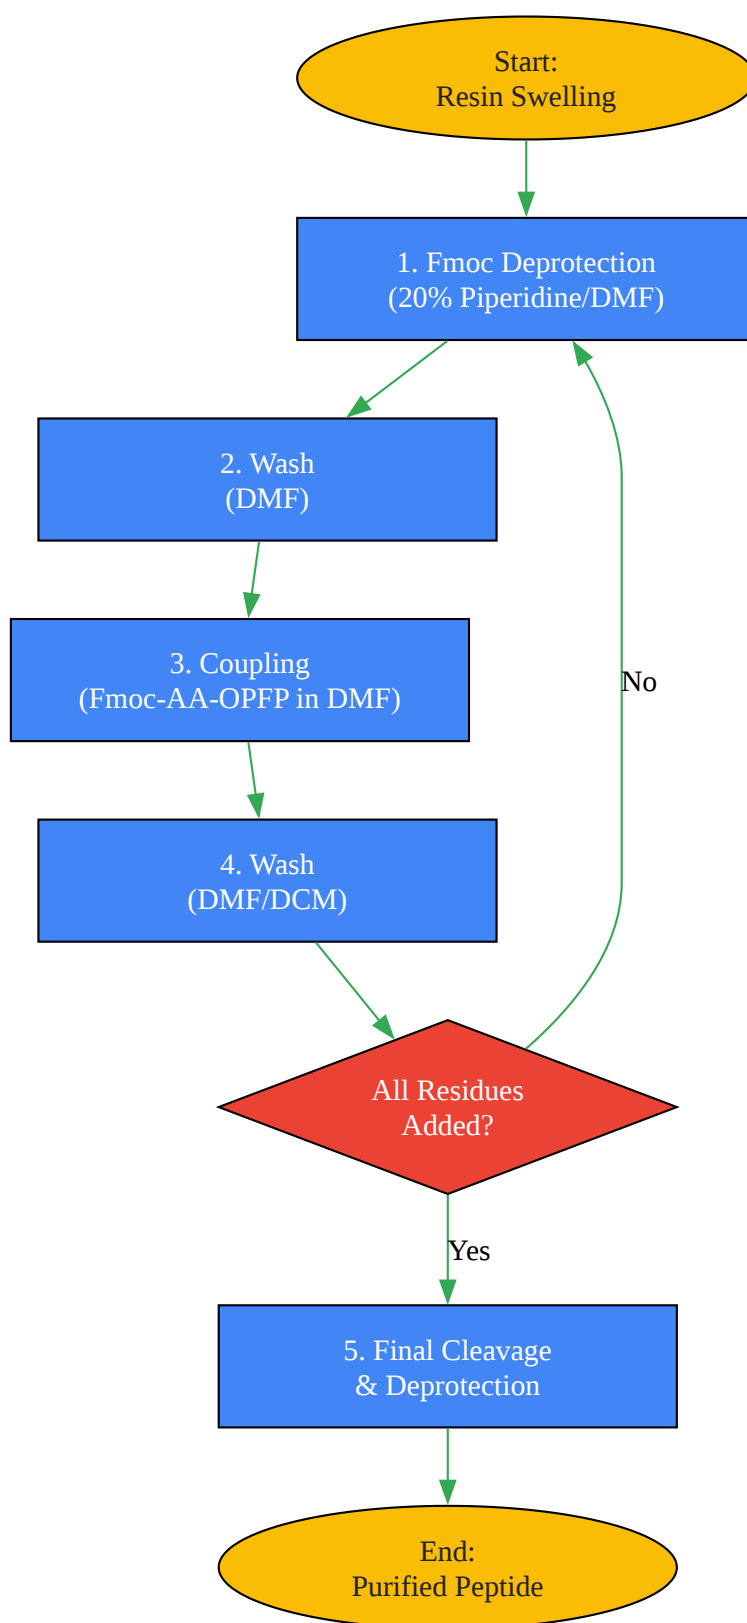 Start:
Resin Swelling
1. Fmoc Deprotection
(20% Piperidine/DMF)
2. Wash
(DMF)
3. Coupling
(Fmoc-AA-OPFP in DMF)
No
4. Wash
(DMF/DCM)
All Residues
Added?
Yes
5. Final Cleavage
& Deprotection
End:
Purified Peptide